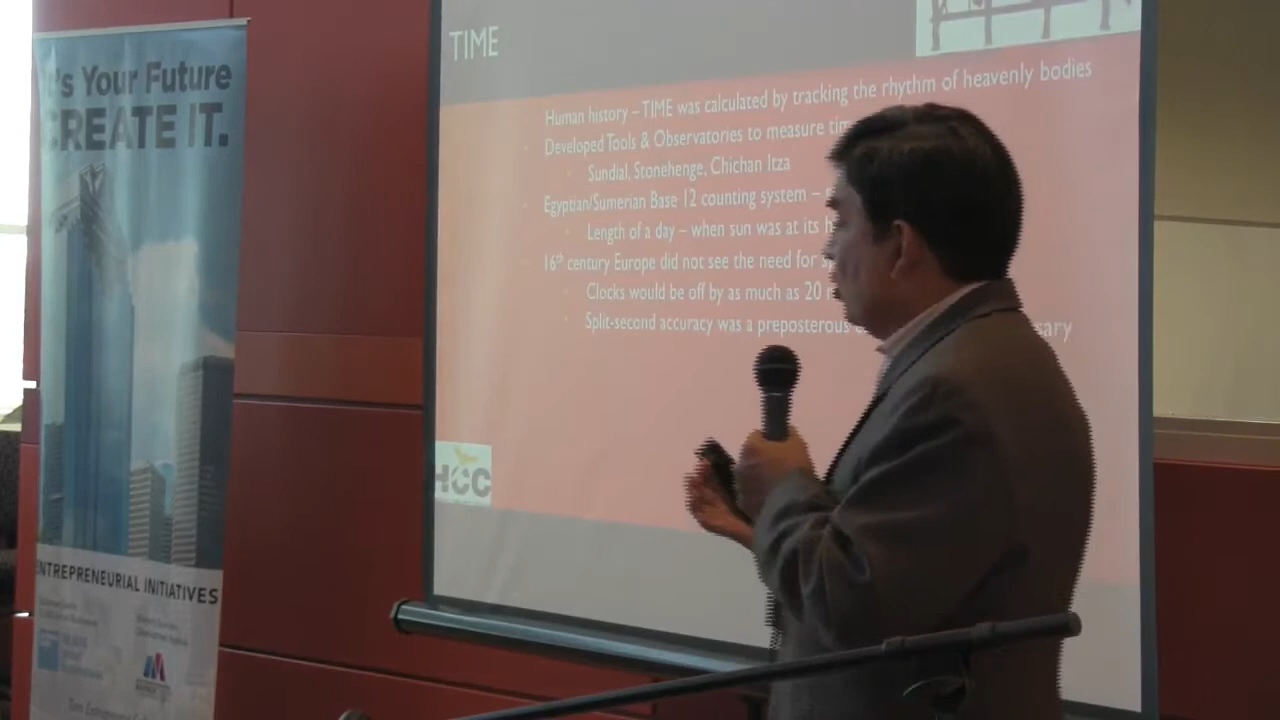 It's Your Future
CREATE IT.
ENTREPRENEURIAL INITIATIVES
TIME
Human history – TIME was calculated by tracking the rhythm of heavenly bodies
Developed Tools & Observatories to measure
Sundial, Stonehenge, Chichan Itza
Egyptian/Sumerian Base 12 counting system –
Length of a day – when sun was at its
16th century Europe did not see the need for
Clocks would be off by as much as 20
Split-second accuracy was a preposterous
HCC